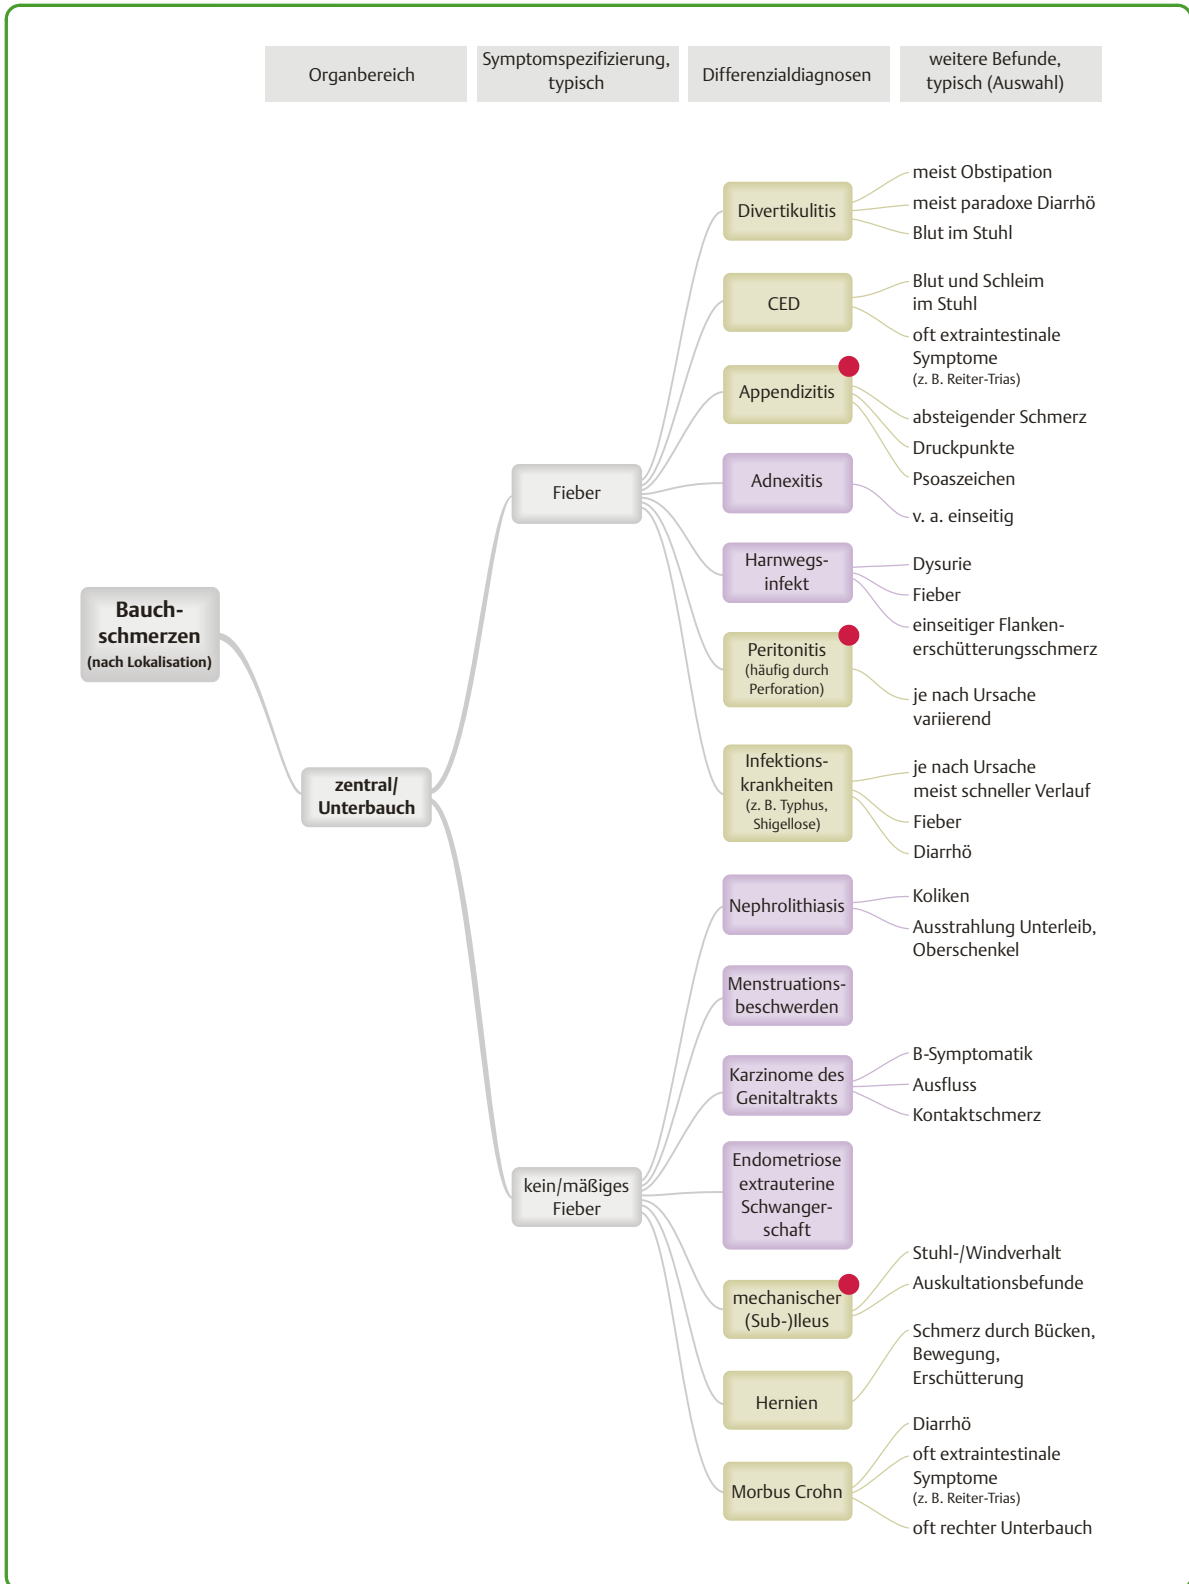 Organbereich
Symptomspezifizierung,
typisch
Differenzialdiagnosen
weitere Befunde,
typisch (Auswahl)
Bauch-
schmerzen
(nach Lokalisation)
zentral/
Unterbauch
Fieber
Divertikulitis
meist Obstipation
meist paradoxe Diarrhö
Blut im Stuhl
CED
Blut und Schleim
im Stuhl
oft extraintestinale
Symptome
(z. B. Reiter-Trias)
Appendizitis
absteigender Schmerz
Druckpunkte
Psoaszeichen
Adnexitis
v. a. einseitig
Harnwegs-
infekt
Dysurie
Fieber
einseitiger Flanken-
erschütterungsschmerz
Peritonitis
(häufig durch
Perforation)
je nach Ursache
variierend
Infektions-
krankheiten
(z. B. Typhus,
Shigellose)
je nach Ursache
meist schneller Verlauf
Fieber
Diarrhö
kein/mäßiges
Fieber
Nephrolithiasis
Koliken
Ausstrahlung Unterleib,
Oberschenkel
Menstruations-
beschwerden
Karzinome des
Genitaltrakts
B-Symptomatik
Ausfluss
Kontaktschmerz
Endometriose
extrauterine
Schwanger-
schaft
mechanischer
(Sub-)Ileus
Stuhl-/Windverhalt
Auskultationsbefunde
Hernien
Schmerz durch Bücken,
Bewegung,
Erschütterung
Morbus Crohn
Diarrhö
oft extraintestinale
Symptome
(z. B. Reiter-Trias)
oft rechter Unterbauch